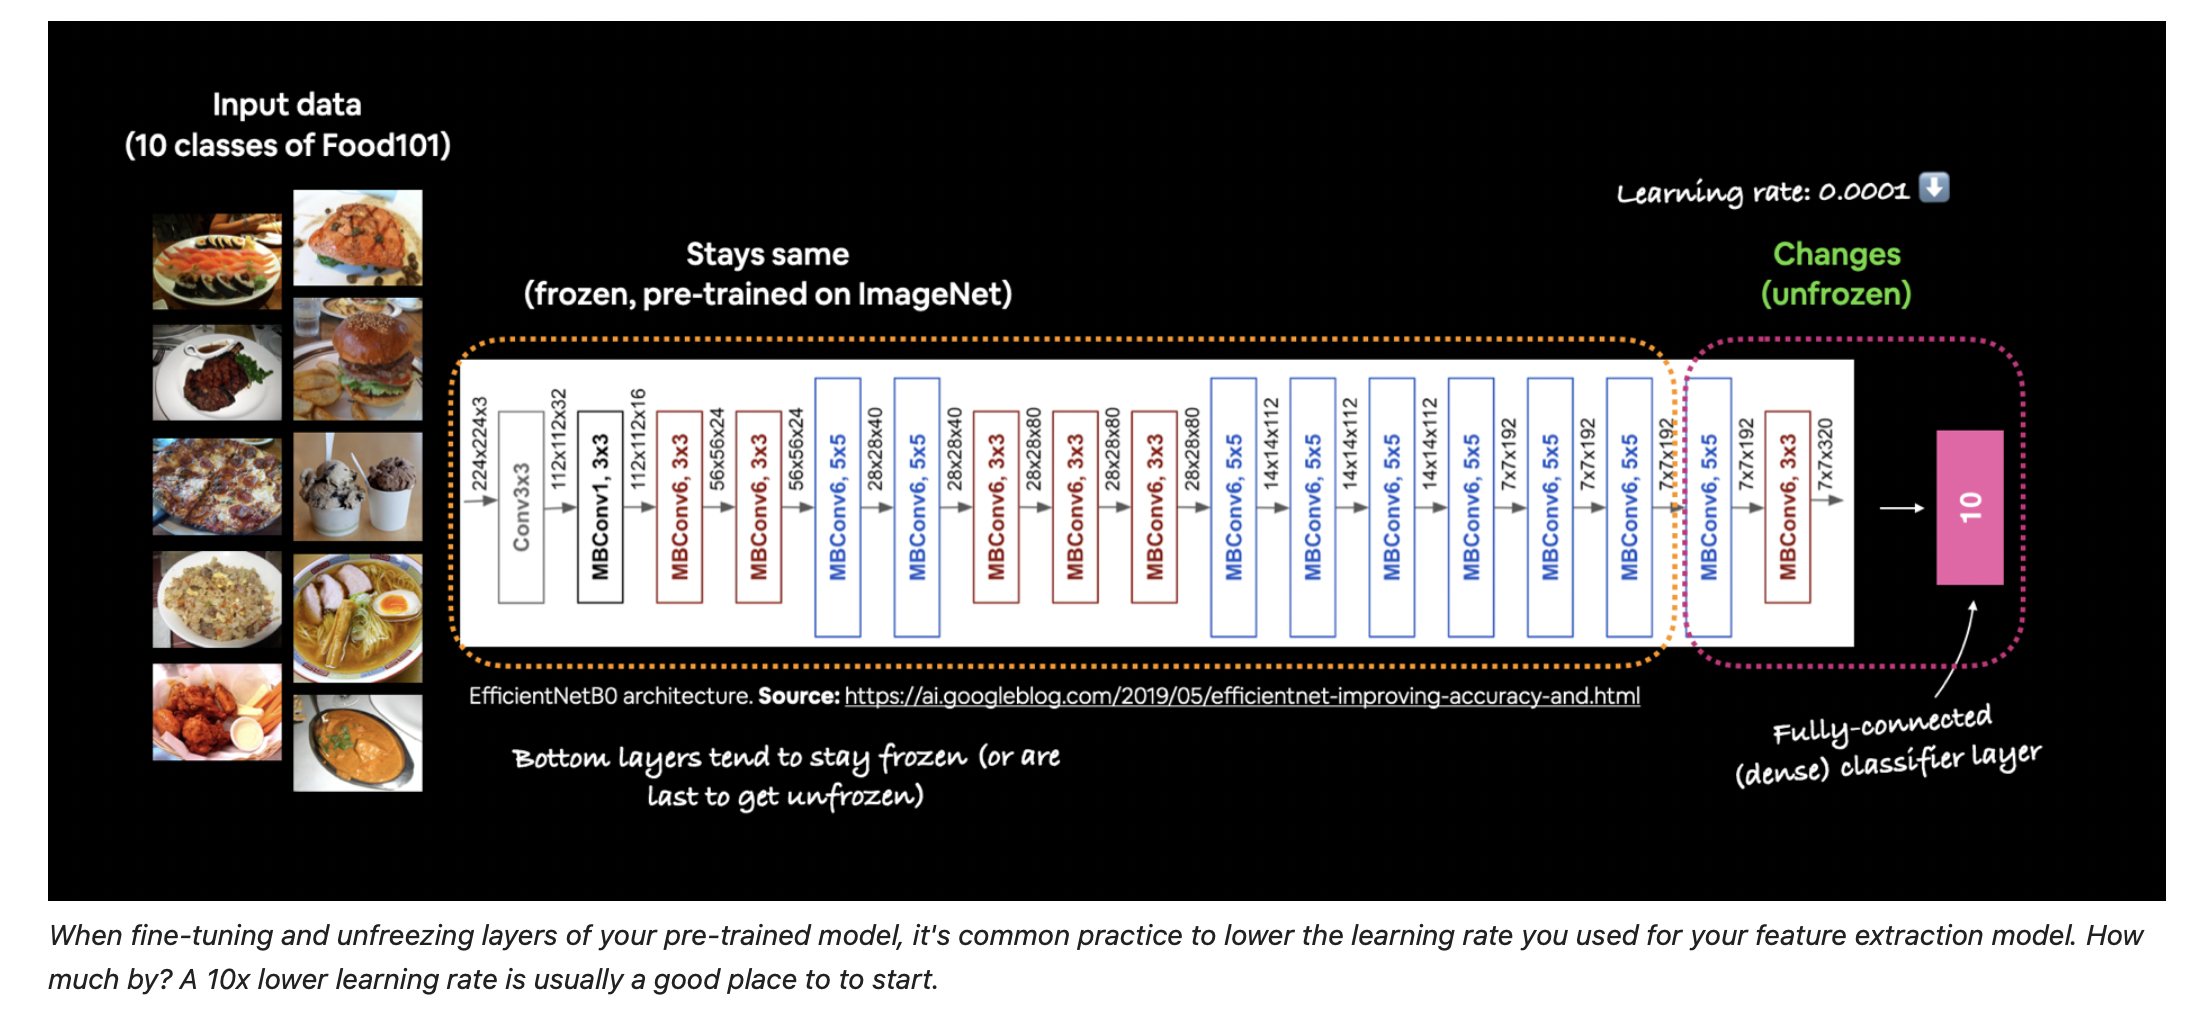 Input data
(10 classes of Food101)
Learning rate: 0.0001
Stays same
(frozen, pre-trained on ImageNet)
Changes
(unfrozen)
224x224x3
Conv3x3
112x112x32
MBConv1, 3x3
112x112x16
MBConv6, 3x3
56x56x24
MBConv6, 3x3
56x56x24
MBConv6, 5x5
28x28x40
MBConv6, 5x5
28x28x40
MBConv6, 3x3
28x28x80
MBConv6, 3x3
28x28x80
MBConv6, 3x3
28x28x80
MBConv6, 5x5
14x14x112
MBConv6, 5x5
14x14x112
MBConv6, 5x5
14x14x112
MBConv6, 5x5
7x7x192
MBConv6, 5x5
7x7x192
MBConv6, 5x5
7x7x192
MBConv6, 5x5
7x7x192
MBConv6, 3x3
7x7x320
10
EfficientNetB0 architecture. Source: https://ai.googleblog.com/2019/05/efficientnet-improving-accuracy-and.html
Bottom layers tend to stay frozen (or are
last to get unfrozen)
Fully-connected
(dense) classifier layer
When fine-tuning and unfreezing layers of your pre-trained model, it's common practice to lower the learning rate you used for your feature extraction model. How
much by? A 10x lower learning rate is usually a good place to to start.